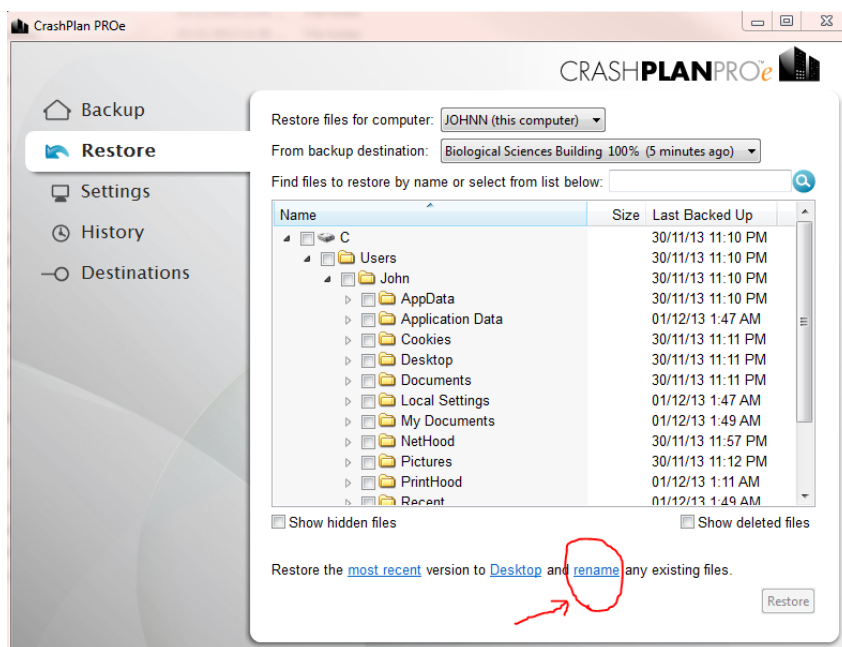 CrashPlan PROe
CRASHPLANPRO™e
Backup
Restore
Settings
History
Destinations
Restore files for computer: JOHNN (this computer)
From backup destination: Biological Sciences Building 100% (5 minutes ago)
Find files to restore by name or select from list below:
Name Size Last Backed Up
C 30/11/13 11:10 PM
Users 30/11/13 11:10 PM
John 30/11/13 11:10 PM
AppData 30/11/13 11:10 PM
Application Data 01/12/13 1:47 AM
Cookies 30/11/13 11:11 PM
Desktop 30/11/13 11:11 PM
Documents 30/11/13 11:11 PM
Local Settings 01/12/13 1:47 AM
My Documents 01/12/13 1:49 AM
NetHood 30/11/13 11:57 PM
Pictures 30/11/13 11:12 PM
PrintHood 01/12/13 1:11 AM
Recent 01/12/13 1:49 AM
Show hidden files Show deleted files
Restore the most recent version to Desktop and rename any existing files.
Restore